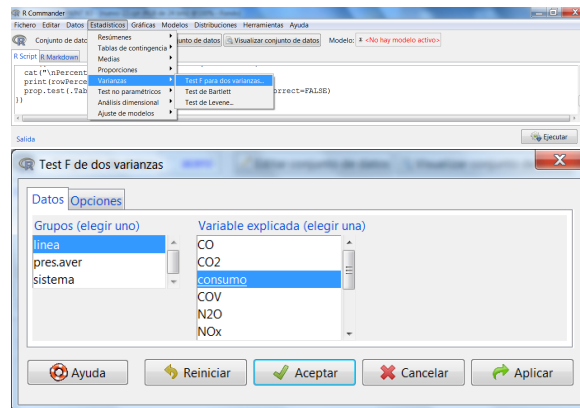 R Commander
Fichero Editar Datos Estadísticos Gráficas Modelos Distribuciones Herramientas Ayuda
Conjunto de dato Resúmenes junto de datos Visualizar conjunto de datos Modelo: <No hay modelo activo>
Tablas de contingencia
R Script R Markdown Medias
Proporciones
cat("\nPercent
Varianzas Test F para dos varianzas...
print(rowPerce
Test no paramétricos Test de Bartlett
prop.test(.Tab rrect=FALSE)
Análisis dimensional Test de Levene...
})
Ajuste de modelos
Salida Ejecutar
Test F de dos varianzas
Datos Opciones
Grupos (elegir uno) Variable explicada (elegir una)
linea CO
pres.aver CO2
sistema consumo
COV
N2O
NOx
Ayuda Reiniciar Aceptar Cancelar Aplicar